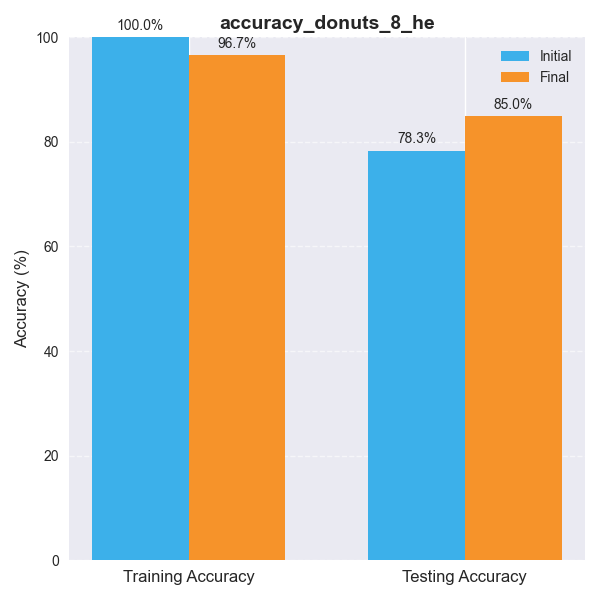 accuracy_donuts_8_he
100.0%
96.7%
78.3%
85.0%
Initial
Final
Accuracy (%)
100
80
60
40
20
0
Training Accuracy
Testing Accuracy